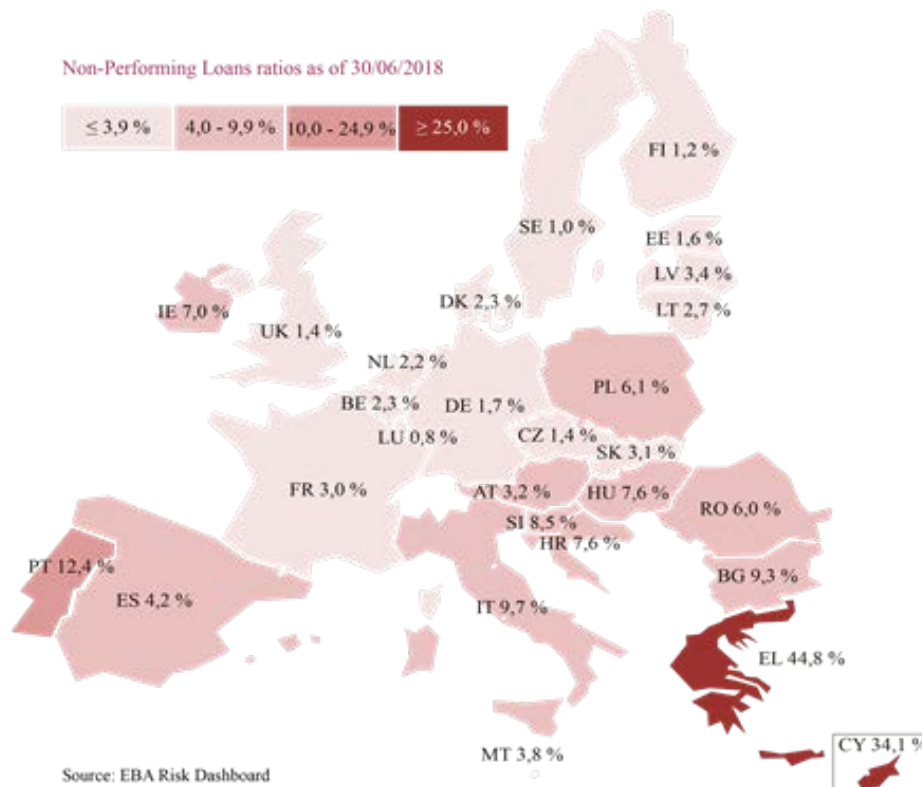 Non-Performing Loans ratios as of 30/06/2018
≤ 3,9 %
4,0 - 9,9 %
10,0 - 24,9 %
≥ 25,0 %
FI 1,2 %
SE 1,0 %
EE 1,6 %
LV 3,4 %
DK 2,3 %
LT 2,7 %
IE 7,0 %
UK 1,4 %
NL 2,2 %
PL 6,1 %
BE 2,3 %
DE 1,7 %
LU 0,8 %
CZ 1,4 %
SK 3,1 %
FR 3,0 %
AT 3,2 %
HU 7,6 %
RO 6,0 %
SI 8,5 %
HR 7,6 %
PT 12,4 %
BG 9,3 %
ES 4,2 %
IT 9,7 %
EL 44,8 %
MT 3,8 %
CY 34,1 %
Source: EBA Risk Dashboard